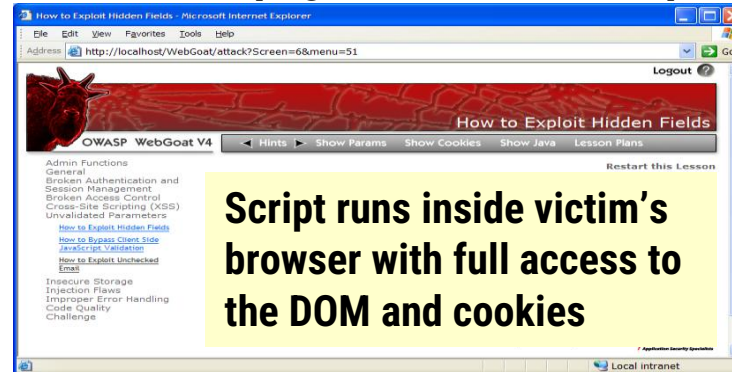 How to Exploit Hidden Fields - Microsoft Internet Explorer
File Edit View Favorites Tools Help
Address http://localhost/WebGoat/attack?Screen=6&menu=51 Go
Logout ?
How to Exploit Hidden Fields
OWASP WebGoat V4
Hints Show Params Show Cookies Show Java Lesson Plans
Restart this Lesson
Admin Functions
General
Broken Authentication and
Session Management
Broken Access Control
Cross-Site Scripting (XSS)
Unvalidated Parameters
How to Exploit Hidden Fields
How to Bypass Client Side
JavaScript Validation
How to Exploit Unchecked
Email
Insecure Storage
Injection Flaws
Improper Error Handling
Code Quality
Challenge
Script runs inside victim’s
browser with full access to
the DOM and cookies
Application Security Specialists
Local intranet